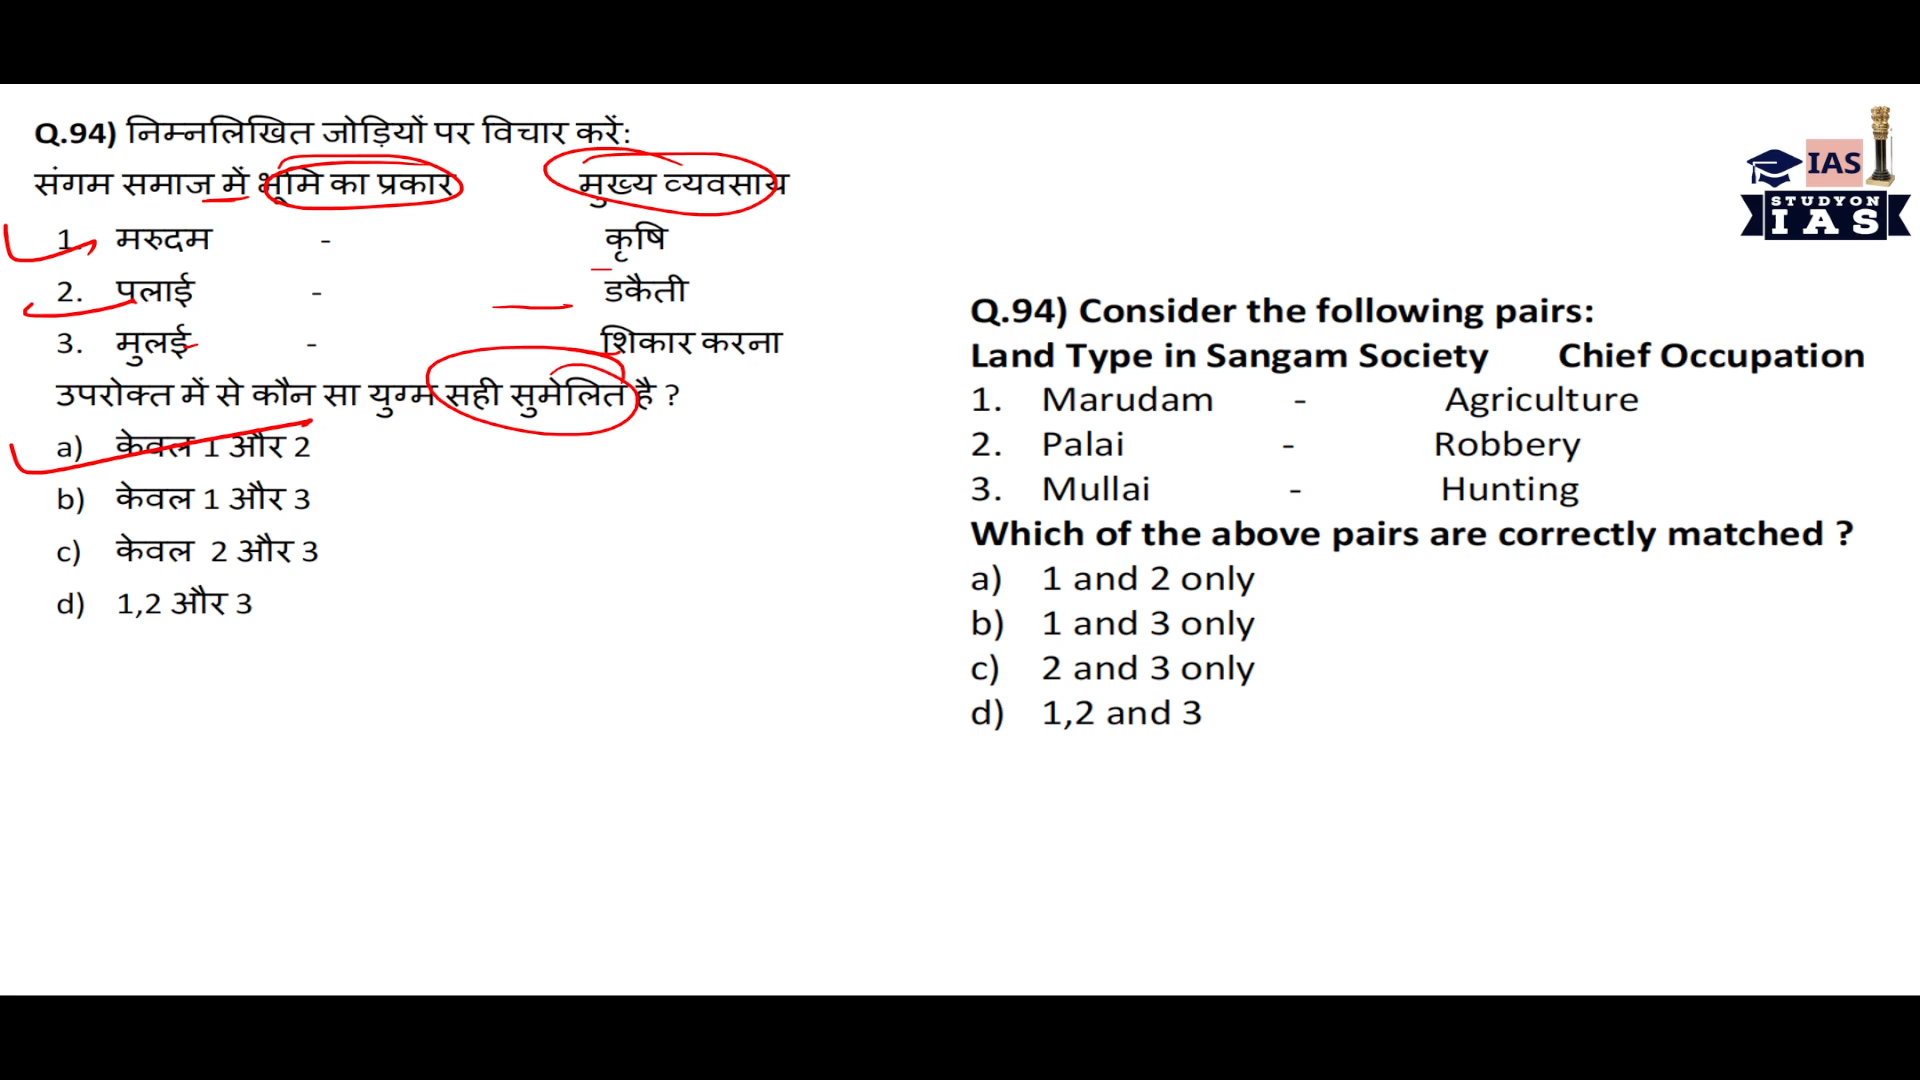 Q.94) निम्नलिखित जोड़ियों पर विचार करें:
संगम समाज में भूमि का प्रकार मुख्य व्यवसाय
1. मरुदम - कृषि
2. पलाई - डकैती
3. मुलई - शिकार करना
उपरोक्त में से कौन सा युग्म सही सुमेलित है ?
a) केवल 1 और 2
b) केवल 1 और 3
c) केवल 2 और 3
d) 1,2 और 3
IAS
STUDYON
IAS
Q.94) Consider the following pairs:
Land Type in Sangam Society Chief Occupation
1. Marudam - Agriculture
2. Palai - Robbery
3. Mullai - Hunting
Which of the above pairs are correctly matched ?
a) 1 and 2 only
b) 1 and 3 only
c) 2 and 3 only
d) 1,2 and 3